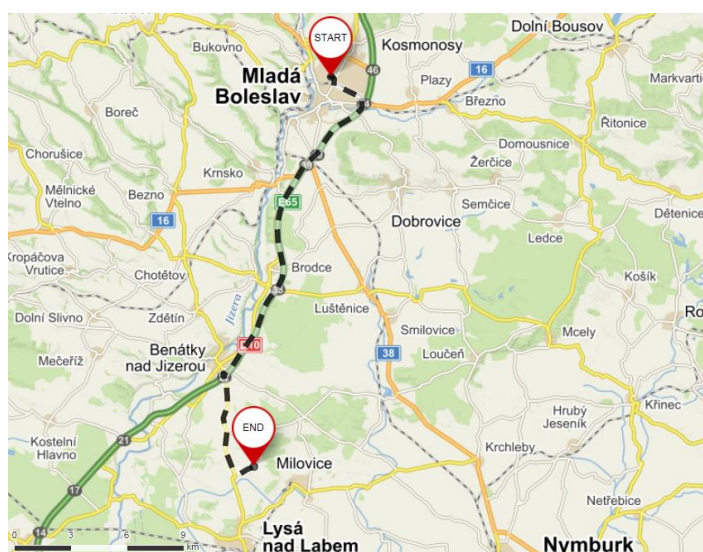 Dolní Bousov
START
Bukovno
Kosmonosy
46
16
Mladá
Boleslav
Plazy
Markvartic
Boreč
Březno
Řitonice
Domousnice
Chorušice
Krnsko
Žerčice
Mělnické
Vtelno
Bezno
E65
Semčice
Dětenice
16
Dobrovice
Ledce
Kropáčova
Vrutice
Chotětov
Brodce
Košík
Jizera
Luštěnice
Dolní Slivno
Zdětín
Smilovice
Mcely
Ro
Benátky
nad Jizerou
38
Loučeň
Mečeříž
Křinec
END
Hrubý
Jeseník
Kostelní
Hlavno
21
Krchleby
Milovice
17
Netřebice
14
Lysá
nad Labem
Nymburk
0 3 6 9
km